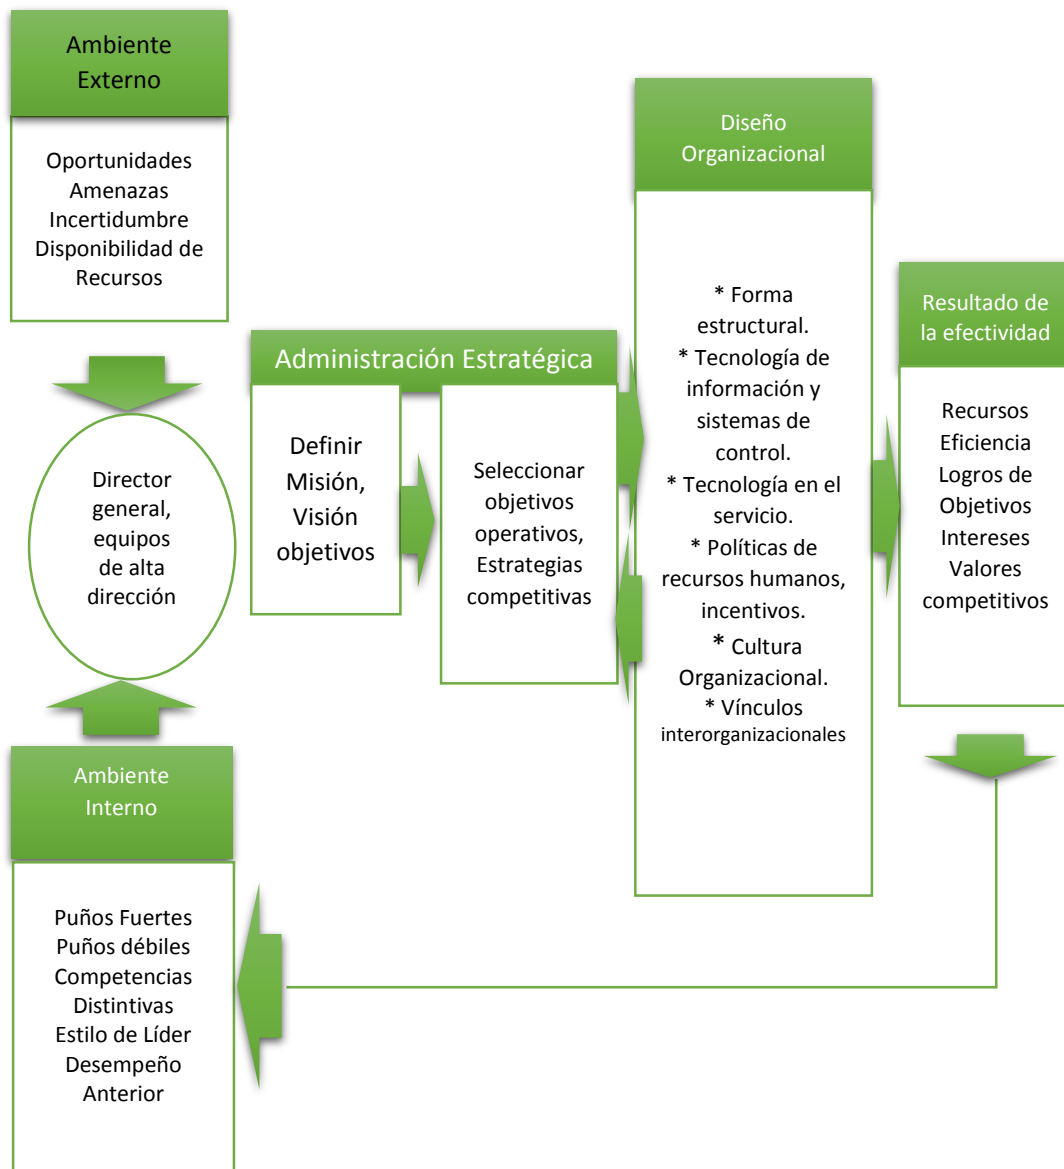 Ambiente
Externo
Oportunidades
Amenazas
Incertidumbre
Disponibilidad de
Recursos
Director
general,
equipos
de alta
dirección
Ambiente
Interno
Puños Fuertes
Puños débiles
Competencias
Distintivas
Estilo de Líder
Desempeño
Anterior
Administración Estratégica
Definir
Misión,
Visión
objetivos
Seleccionar
objetivos
operativos,
Estrategias
competitivas
Diseño
Organizacional
* Forma
estructural.
* Tecnología de
información y
sistemas de
control.
* Tecnología en el
servicio.
* Políticas de
recursos humanos,
incentivos.
* Cultura
Organizacional.
* Vínculos
interorganizacionales
Resultado de
la efectividad
Recursos
Eficiencia
Logros de
Objetivos
Intereses
Valores
competitivos